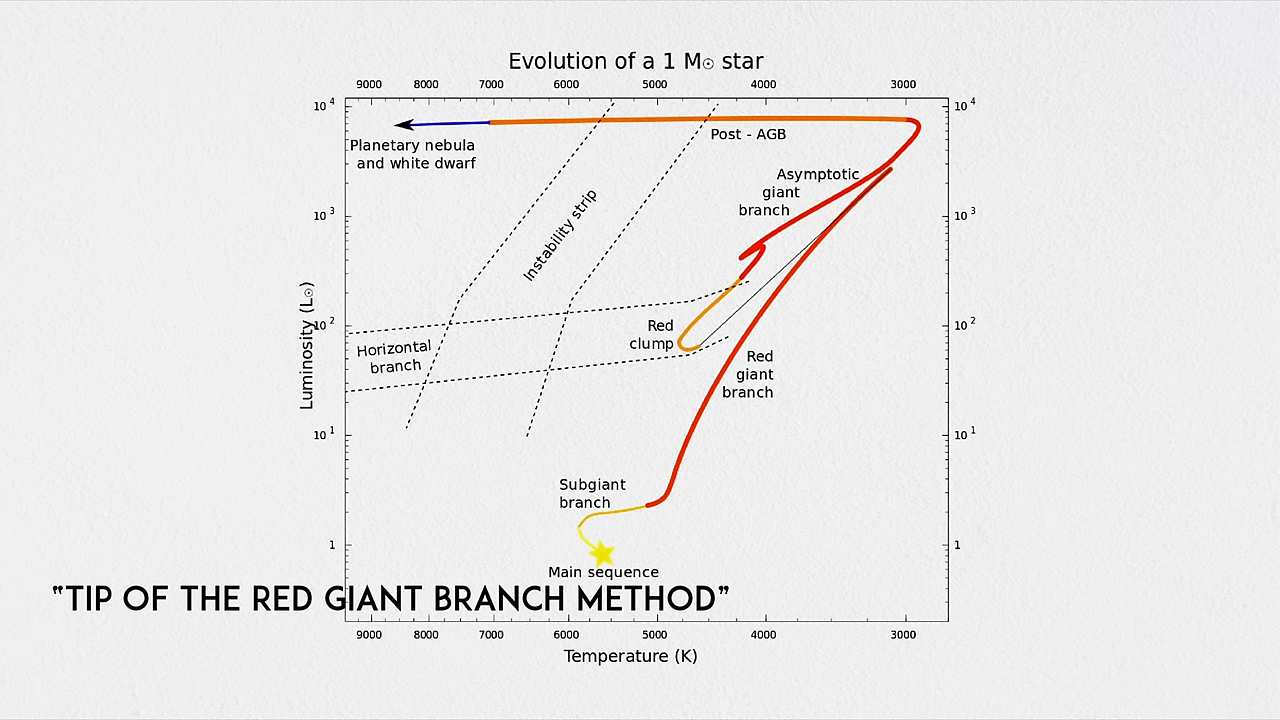 Evolution of a 1 M☉ star
9000 8000 7000 6000 5000 4000 3000
10⁴ 10⁴
Post - AGB
Planetary nebula
and white dwarf
Asymptotic
giant
branch
10³ 10³
Instability strip
Luminosity (L☉)
10² 10²
Red
clump
Horizontal
branch
Red
giant
branch
10¹ 10¹
Subgiant
branch
1 1
Main sequence
"TIP OF THE RED GIANT BRANCH METHOD"
9000 8000 7000 6000 5000 4000 3000
Temperature (K)